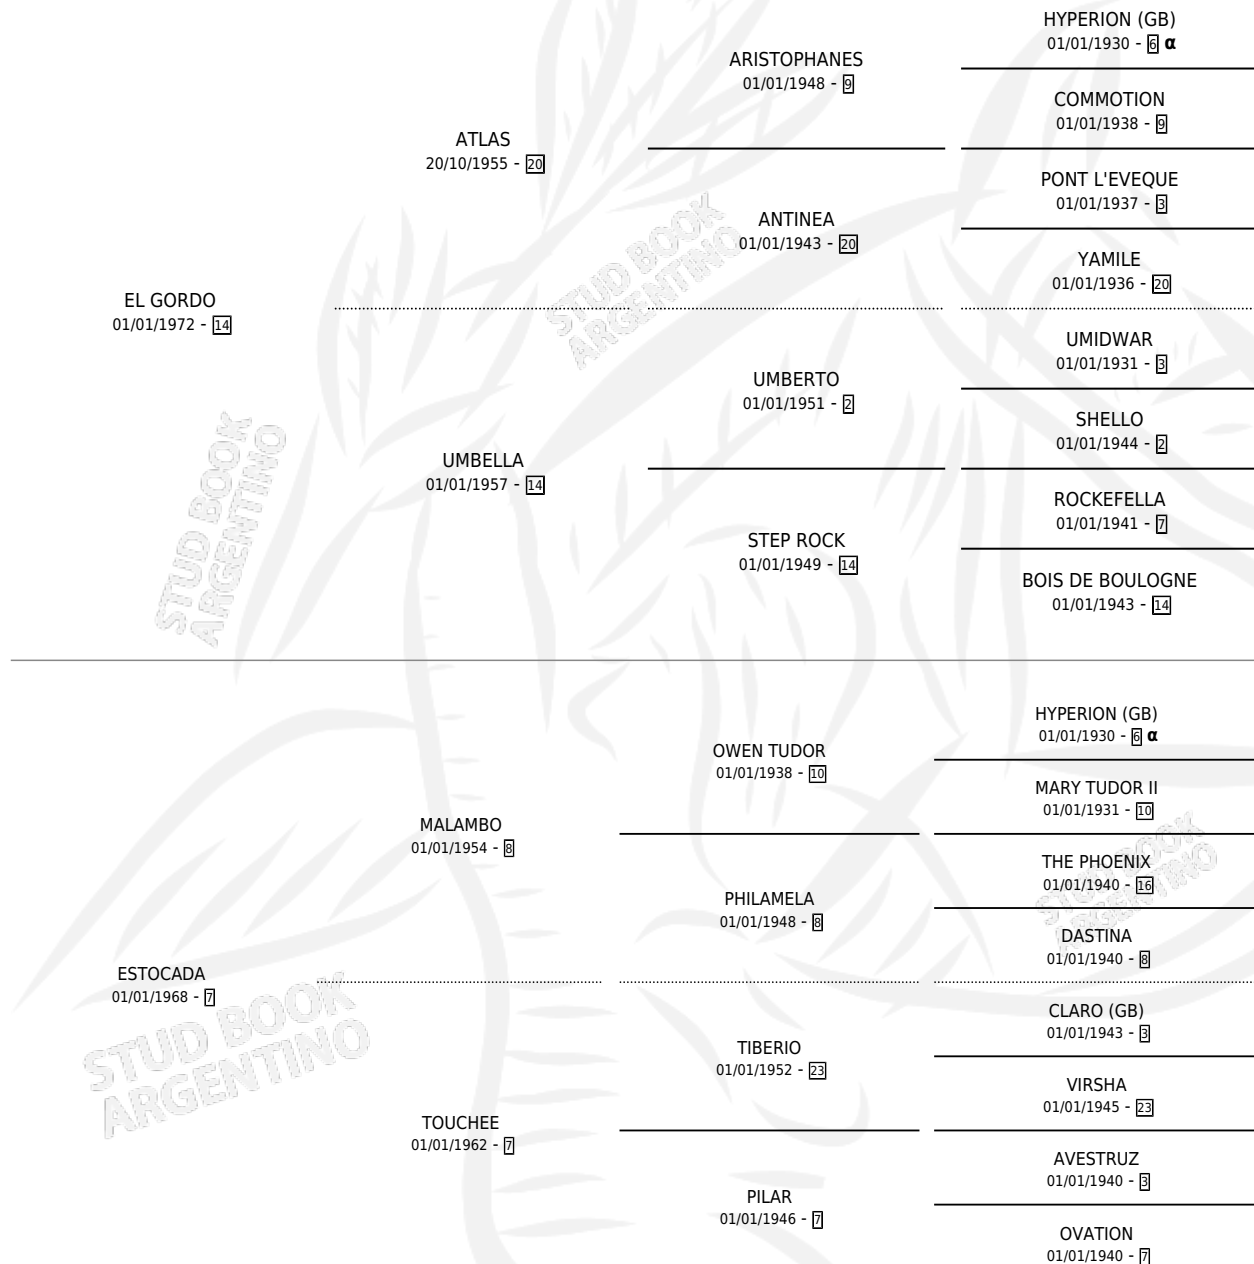 HYPERION (GB)
01/01/1930 - 6 α
ARISTOPHANES
01/01/1948 - 9
COMMOTION
01/01/1938 - 9
ATLAS
20/10/1955 - 20
PONT L'EVEQUE
01/01/1937 - 3
ANTINEA
01/01/1943 - 20
YAMILE
01/01/1936 - 20
EL GORDO
01/01/1972 - 14
UMIDWAR
01/01/1931 - 3
UMBERTO
01/01/1951 - 2
SHELLO
01/01/1944 - 2
UMBELLA
01/01/1957 - 14
ROCKEFELLA
01/01/1941 - 7
STEP ROCK
01/01/1949 - 14
BOIS DE BOULOGNE
01/01/1943 - 14
STUD BOOK
ARGENTINO
STUD BOOK
ARGENTINO
HYPERION (GB)
01/01/1930 - 6 α
OWEN TUDOR
01/01/1938 - 10
MARY TUDOR II
01/01/1931 - 10
MALAMBO
01/01/1954 - 8
THE PHOENIX
01/01/1940 - 16
PHILAMELA
01/01/1948 - 8
DASTINA
01/01/1940 - 8
ESTOCADA
01/01/1968 - 7
CLARO (GB)
01/01/1943 - 3
TIBERIO
01/01/1952 - 23
VIRSHA
01/01/1945 - 23
TOUCHEE
01/01/1962 - 7
AVESTRUZ
01/01/1940 - 3
PILAR
01/01/1946 - 7
OVATION
01/01/1940 - 7
STUD BOOK
ARGENTINO
STUD BOOK
ARGENTINO